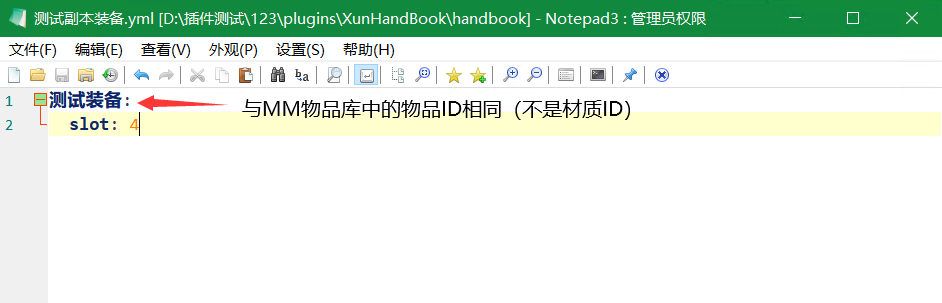 测试副本装备.yml [D:\插件测试\123\plugins\XunHandBook\handbook] - Notepad3 : 管理员权限
文件(F) 编辑(E) 查看(V) 外观(P) 设置(S) 帮助(H)
1 测试装备: 与MM物品库中的物品ID相同（不是材质ID）
2 slot: 4